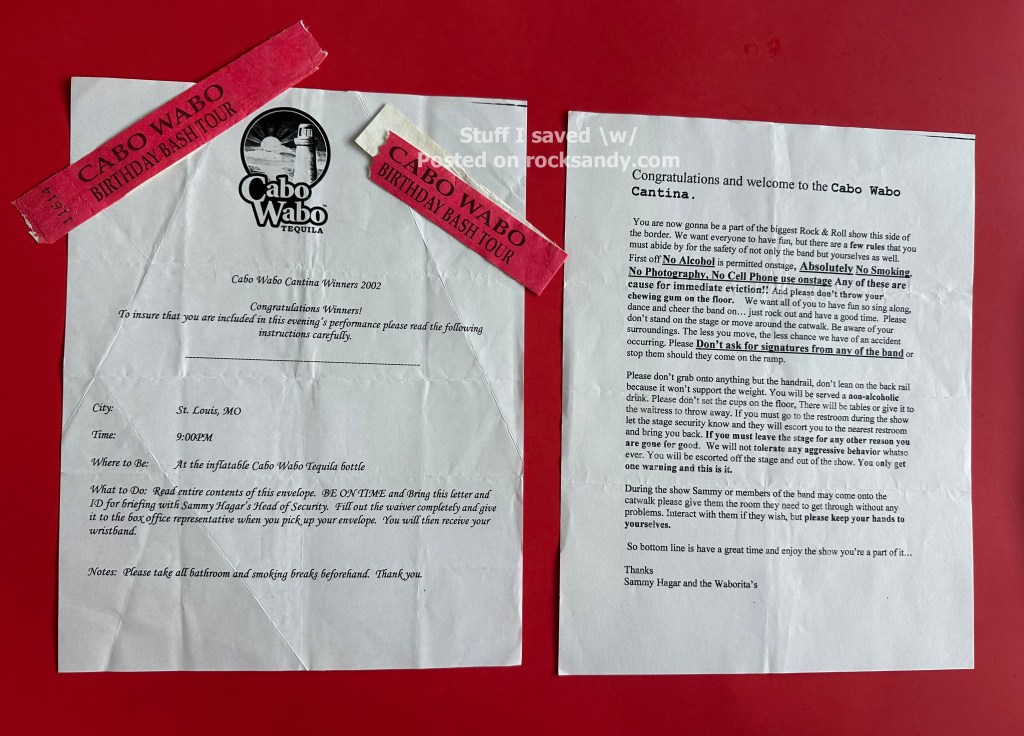 Stuff I saved \w/
Posted on rocksandy.com
CABO WABO
BIRTHDAY BASH TOUR
CABO WABO
BIRTHDAY BASH TOUR
Cabo
Wabo™
TEQUILA
Cabo Wabo Cantina Winners 2002
Congratulations Winners!
To insure that you are included in this evening's performance please read the following
instructions carefully.
City: St. Louis, MO
Time: 9:00PM
Where to Be: At the inflatable Cabo Wabo Tequila bottle
What to Do: Read entire contents of this envelope. BE ON TIME and Bring this letter and
ID for briefing with Sammy Hagar's Head of Security. Fill out the waiver completely and give
it to the box office representative when you pick up your envelope. You will then receive your
wristband.
Notes: Please take all bathroom and smoking breaks beforehand. Thank you.
Congratulations and welcome to the Cabo Wabo
Cantina.
You are now gonna be a part of the biggest Rock & Roll show this side of
the border. We want everyone to have fun, but there are a few rules that you
must abide by for the safety of not only the band but yourselves as well.
First off No Alcohol is permitted onstage, Absolutely No Smoking,
No Photography, No Cell Phone use onstage Any of these are
cause for immediate eviction!! And please don't throw your
chewing gum on the floor. We want all of you to have fun so sing along,
dance and cheer the band on… just rock out and have a good time. Please
don't stand on the stage or move around the catwalk. Be aware of your
surroundings. The less you move, the less chance we have of an accident
occurring. Please Don't ask for signatures from any of the band or
stop them should they come on the ramp.
Please don't grab onto anything but the handrail, don't lean on the back rail
because it won't support the weight. You will be served a non-alcoholic
drink. Please don't set the cups on the floor, There will be tables or give it to
the waitress to throw away. If you must go to the restroom during the show
let the stage security know and they will escort you to the nearest restroom
and bring you back. If you must leave the stage for any other reason you
are gone for good. We will not tolerate any aggressive behavior whatso
ever. You will be escorted off the stage and out of the show. You only get
one warning and this is it.
During the show Sammy or members of the band may come onto the
catwalk please give them the room they need to get through without any
problems. Interact with them if they wish, but please keep your hands to
yourselves.
So bottom line is have a great time and enjoy the show you're a part of it…
Thanks
Sammy Hagar and the Waborita's